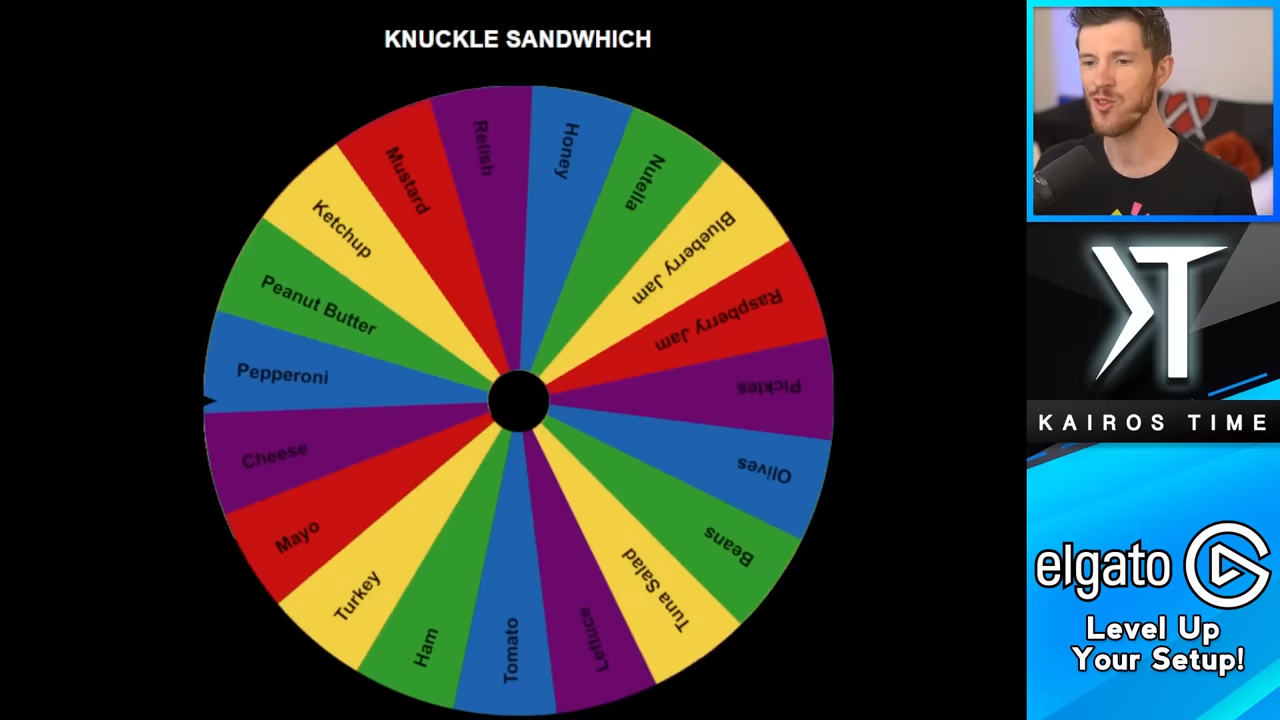 KNUCKLE SANDWHICH
Relish
Honey
Nutella
Blueberry Jam
Raspberry Jam
Pickles
Olives
Beans
Tuna Salad
Lettuce
Tomato
Ham
Turkey
Mayo
Cheese
Pepperoni
Peanut Butter
Ketchup
Mustard
KT
KAIROS TIME
elgato
Level Up
Your Setup!